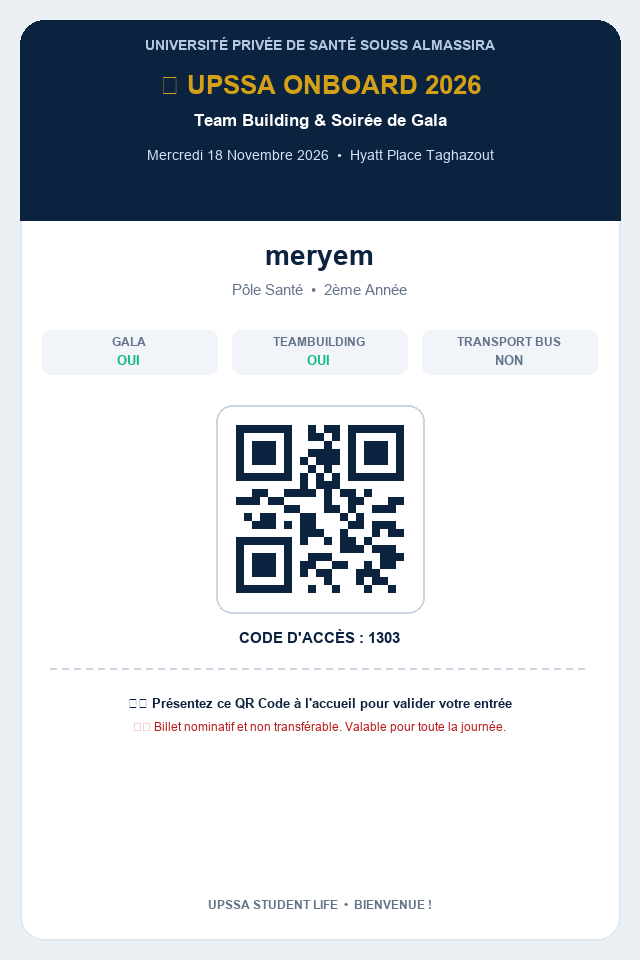 UNIVERSITÉ PRIVÉE DE SANTÉ SOUSS ALMASSIRA
UPSSA ONBOARD 2026
Team Building & Soirée de Gala
Mercredi 18 Novembre 2026 • Hyatt Place Taghazout
meryem
Pôle Santé • 2ème Année
GALA
OUI
TEAMBUILDING
OUI
TRANSPORT BUS
NON
CODE D'ACCÈS : 1303
Présentez ce QR Code à l'accueil pour valider votre entrée
Billet nominatif et non transférable. Valable pour toute la journée.
UPSSA STUDENT LIFE • BIENVENUE !